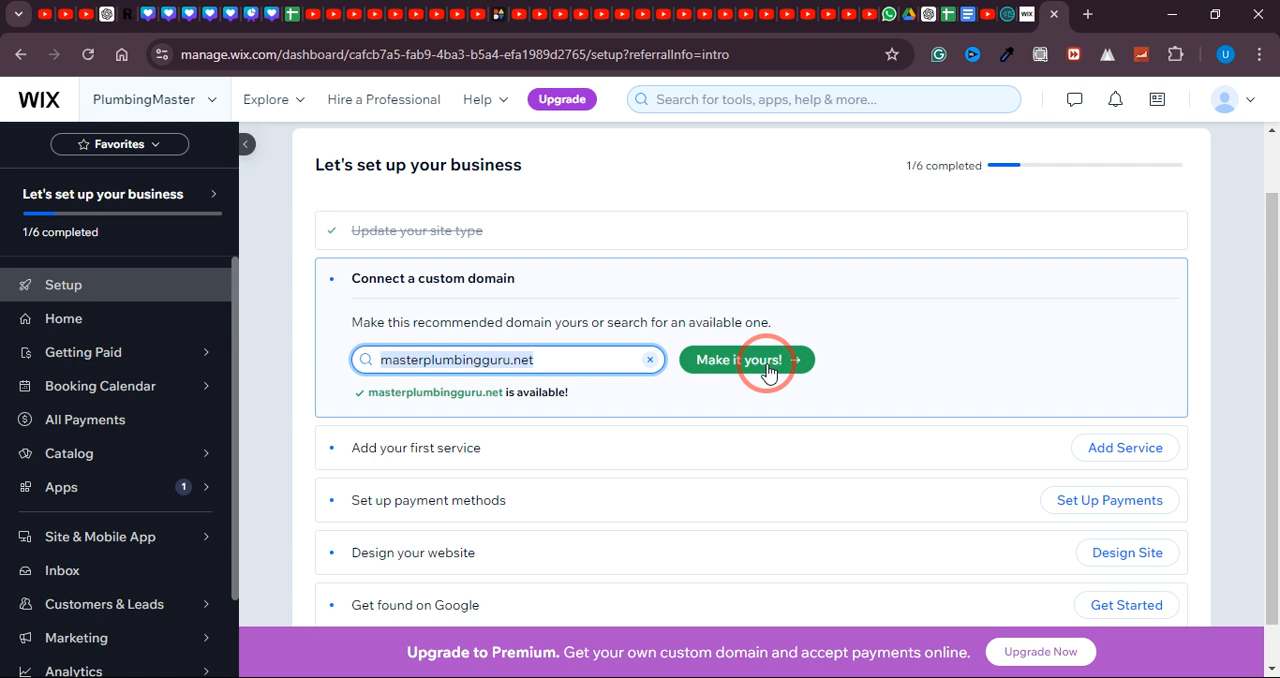 manage.wix.com/dashboard/cafcb7a5-fab9-4ba3-b5a4-efa1989d2765/setup?referralInfo=intro
WIX
PlumbingMaster
Explore
Hire a Professional
Help
Upgrade
Search for tools, apps, help & more...
Favorites
Let's set up your business
1/6 completed
Setup
Home
Getting Paid
Booking Calendar
All Payments
Catalog
Apps
1
Site & Mobile App
Inbox
Customers & Leads
Marketing
Analytics
Let's set up your business
1/6 completed
Update your site type
Connect a custom domain
Make this recommended domain yours or search for an available one.
masterplumbingguru.net
Make it yours!
masterplumbingguru.net is available!
Add your first service
Add Service
Set up payment methods
Set Up Payments
Design your website
Design Site
Get found on Google
Get Started
Upgrade to Premium. Get your own custom domain and accept payments online.
Upgrade Now